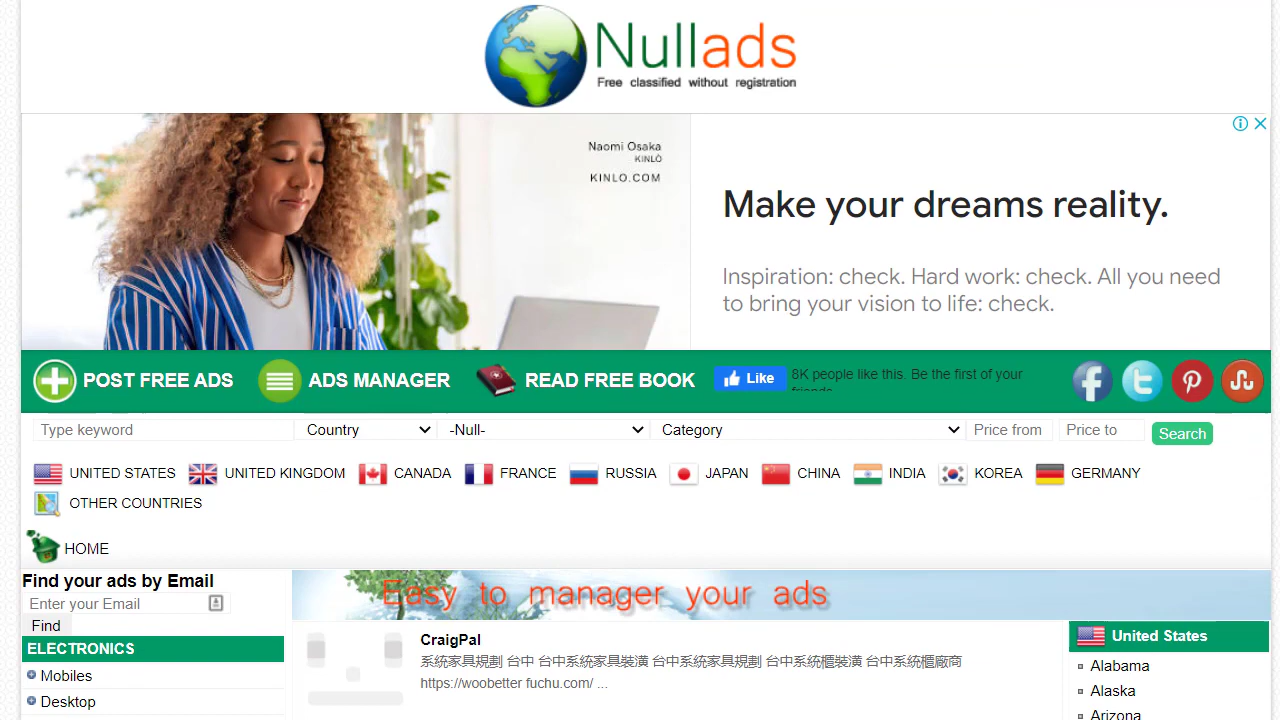 Nullads
Free classified without registration
Naomi Osaka
KINLÒ
KINLO.COM
Make your dreams reality.
Inspiration: check. Hard work: check. All you need
to bring your vision to life: check.
POST FREE ADS ADS MANAGER READ FREE BOOK Like 8K people like this. Be the first of your
friends.
Type keyword Country -Null- Category Price from Price to Search
UNITED STATES UNITED KINGDOM CANADA FRANCE RUSSIA JAPAN CHINA INDIA KOREA GERMANY
OTHER COUNTRIES
HOME
Find your ads by Email
Enter your Email
Find
ELECTRONICS
Mobiles
Desktop
Easy to manager your ads
CraigPal
系統家具規劃 台中 台中系統家具裝潢 台中系統家具規劃 台中系統櫃裝潢 台中系統櫃廠商
https://woobetter fuchu.com/ ...
United States
Alabama
Alaska
Arizona